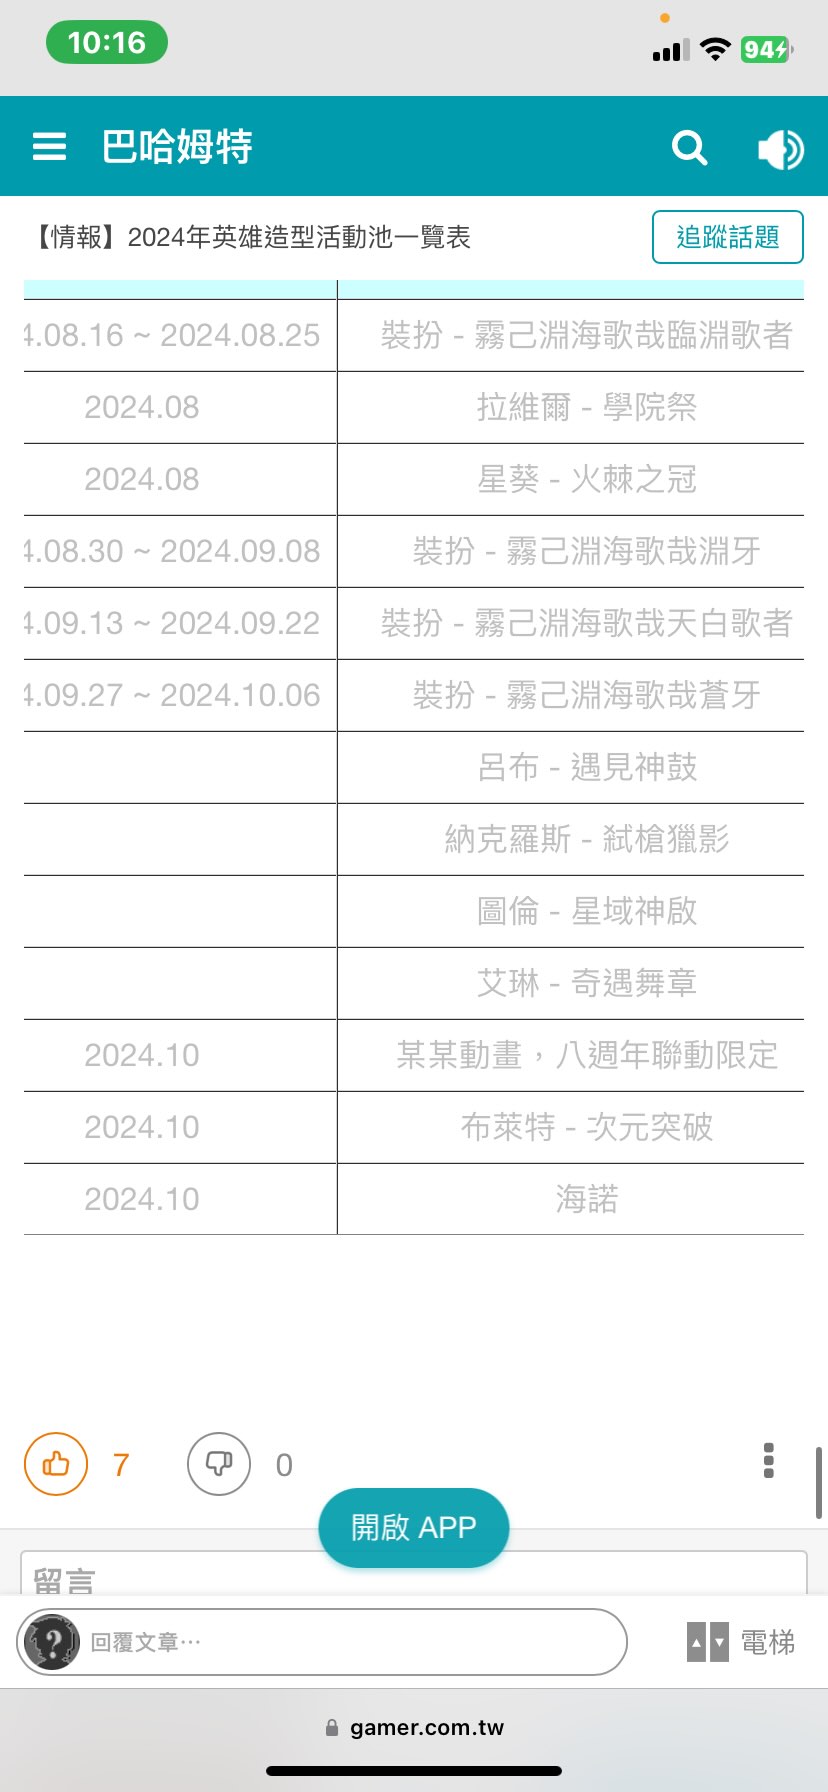 10:16
94
巴哈姆特
【情報】2024年英雄造型活動池一覽表
追蹤話題
4.08.16 ~ 2024.08.25 裝扮 - 霧己淵海歌哉臨淵歌者
2024.08 拉維爾 - 學院祭
2024.08 星葵 - 火棘之冠
4.08.30 ~ 2024.09.08 裝扮 - 霧己淵海歌哉淵牙
4.09.13 ~ 2024.09.22 裝扮 - 霧己淵海歌哉天白歌者
4.09.27 ~ 2024.10.06 裝扮 - 霧己淵海歌哉蒼牙
呂布 - 遇見神鼓
納克羅斯 - 弒槍獵影
圖倫 - 星域神啟
艾琳 - 奇遇舞章
2024.10 某某動畫，八週年聯動限定
2024.10 布萊特 - 次元突破
2024.10 海諾
7 0
開啟 APP
留言
?
回覆文章…
電梯
gamer.com.tw